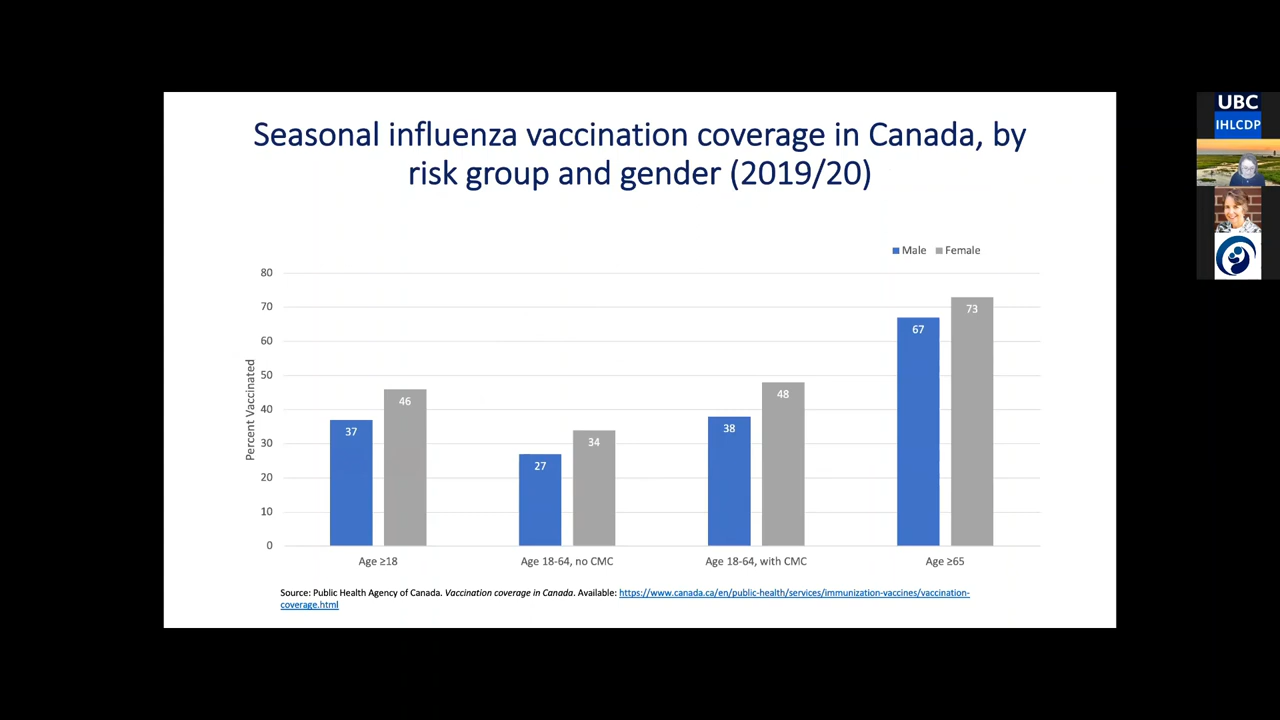 Seasonal influenza vaccination coverage in Canada, by
risk group and gender (2019/20)
Male Female
80
70
60
50
40
30
20
10
0
Percent Vaccinated
37
46
27
34
38
48
67
73
Age ≥18
Age 18-64, no CMC
Age 18-64, with CMC
Age ≥65
Source: Public Health Agency of Canada. Vaccination coverage in Canada. Available: https://www.canada.ca/en/public-health/services/immunization-vaccines/vaccination-
coverage.html
UBC
IHLCDP